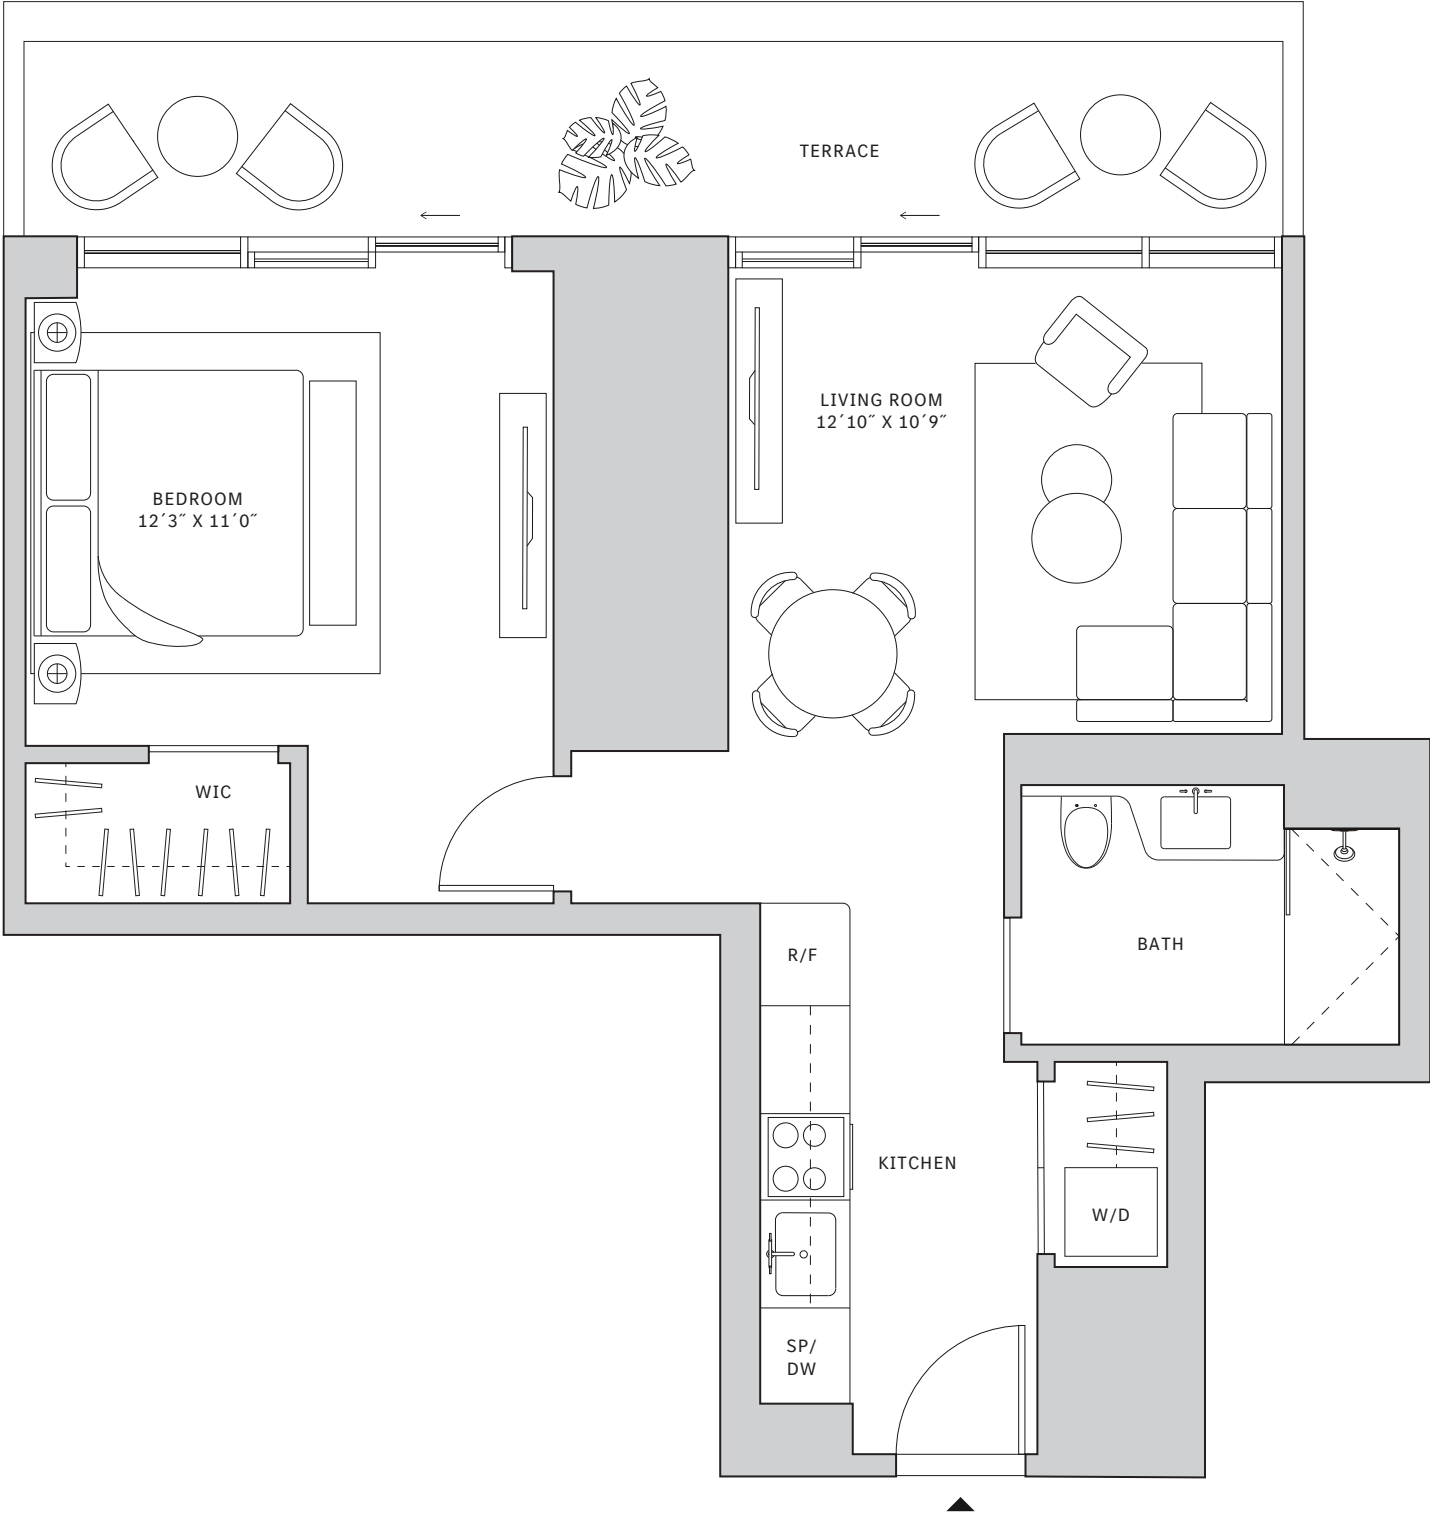 TERRACE
LIVING ROOM
12´10˝ X 10´9˝
BEDROOM
12´3˝ X 11´0˝
WIC
BATH
R/F
KITCHEN
W/D
SP/
DW